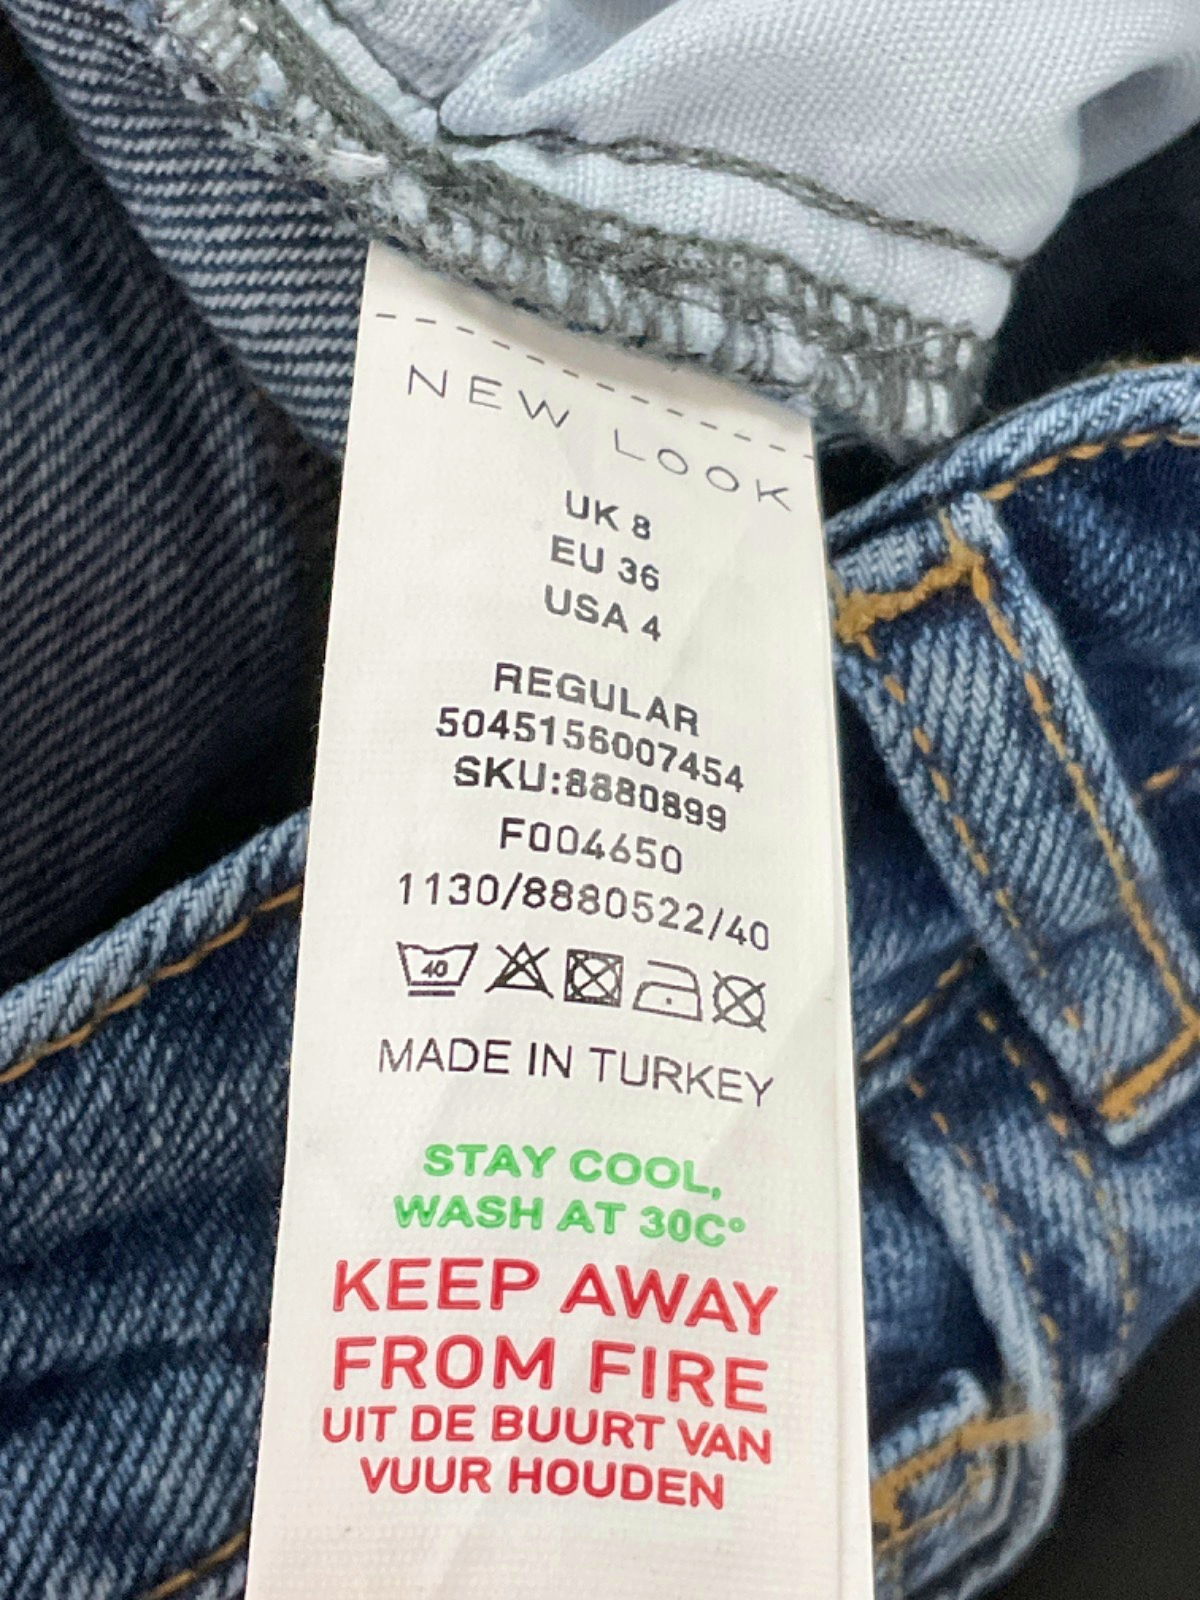 NEW LOOK
UK 8
EU 36
USA 4
REGULAR
5045156007454
SKU:8880899
F004650
1130/8880522/40
40
MADE IN TURKEY
STAY COOL,
WASH AT 30C°
KEEP AWAY
FROM FIRE
UIT DE BUURT VAN
VUUR HOUDEN